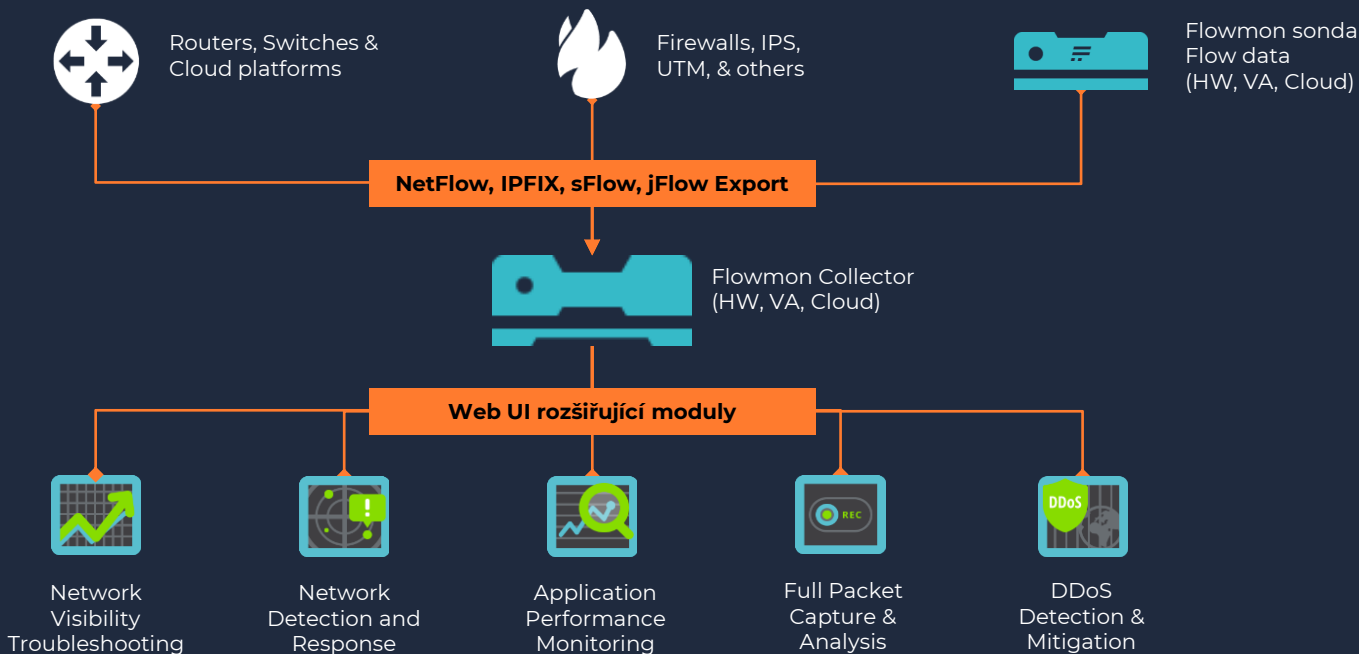 Routers, Switches &
Cloud platforms
Firewalls, IPS,
UTM, & others
Flowmon sonda
Flow data
(HW, VA, Cloud)
NetFlow, IPFIX, sFlow, jFlow Export
Flowmon Collector
(HW, VA, Cloud)
Web UI rozšiřující moduly
!
REC
DDoS
Network
Visibility
Troubleshooting
Network
Detection and
Response
Application
Performance
Monitoring
Full Packet
Capture &
Analysis
DDoS
Detection &
Mitigation